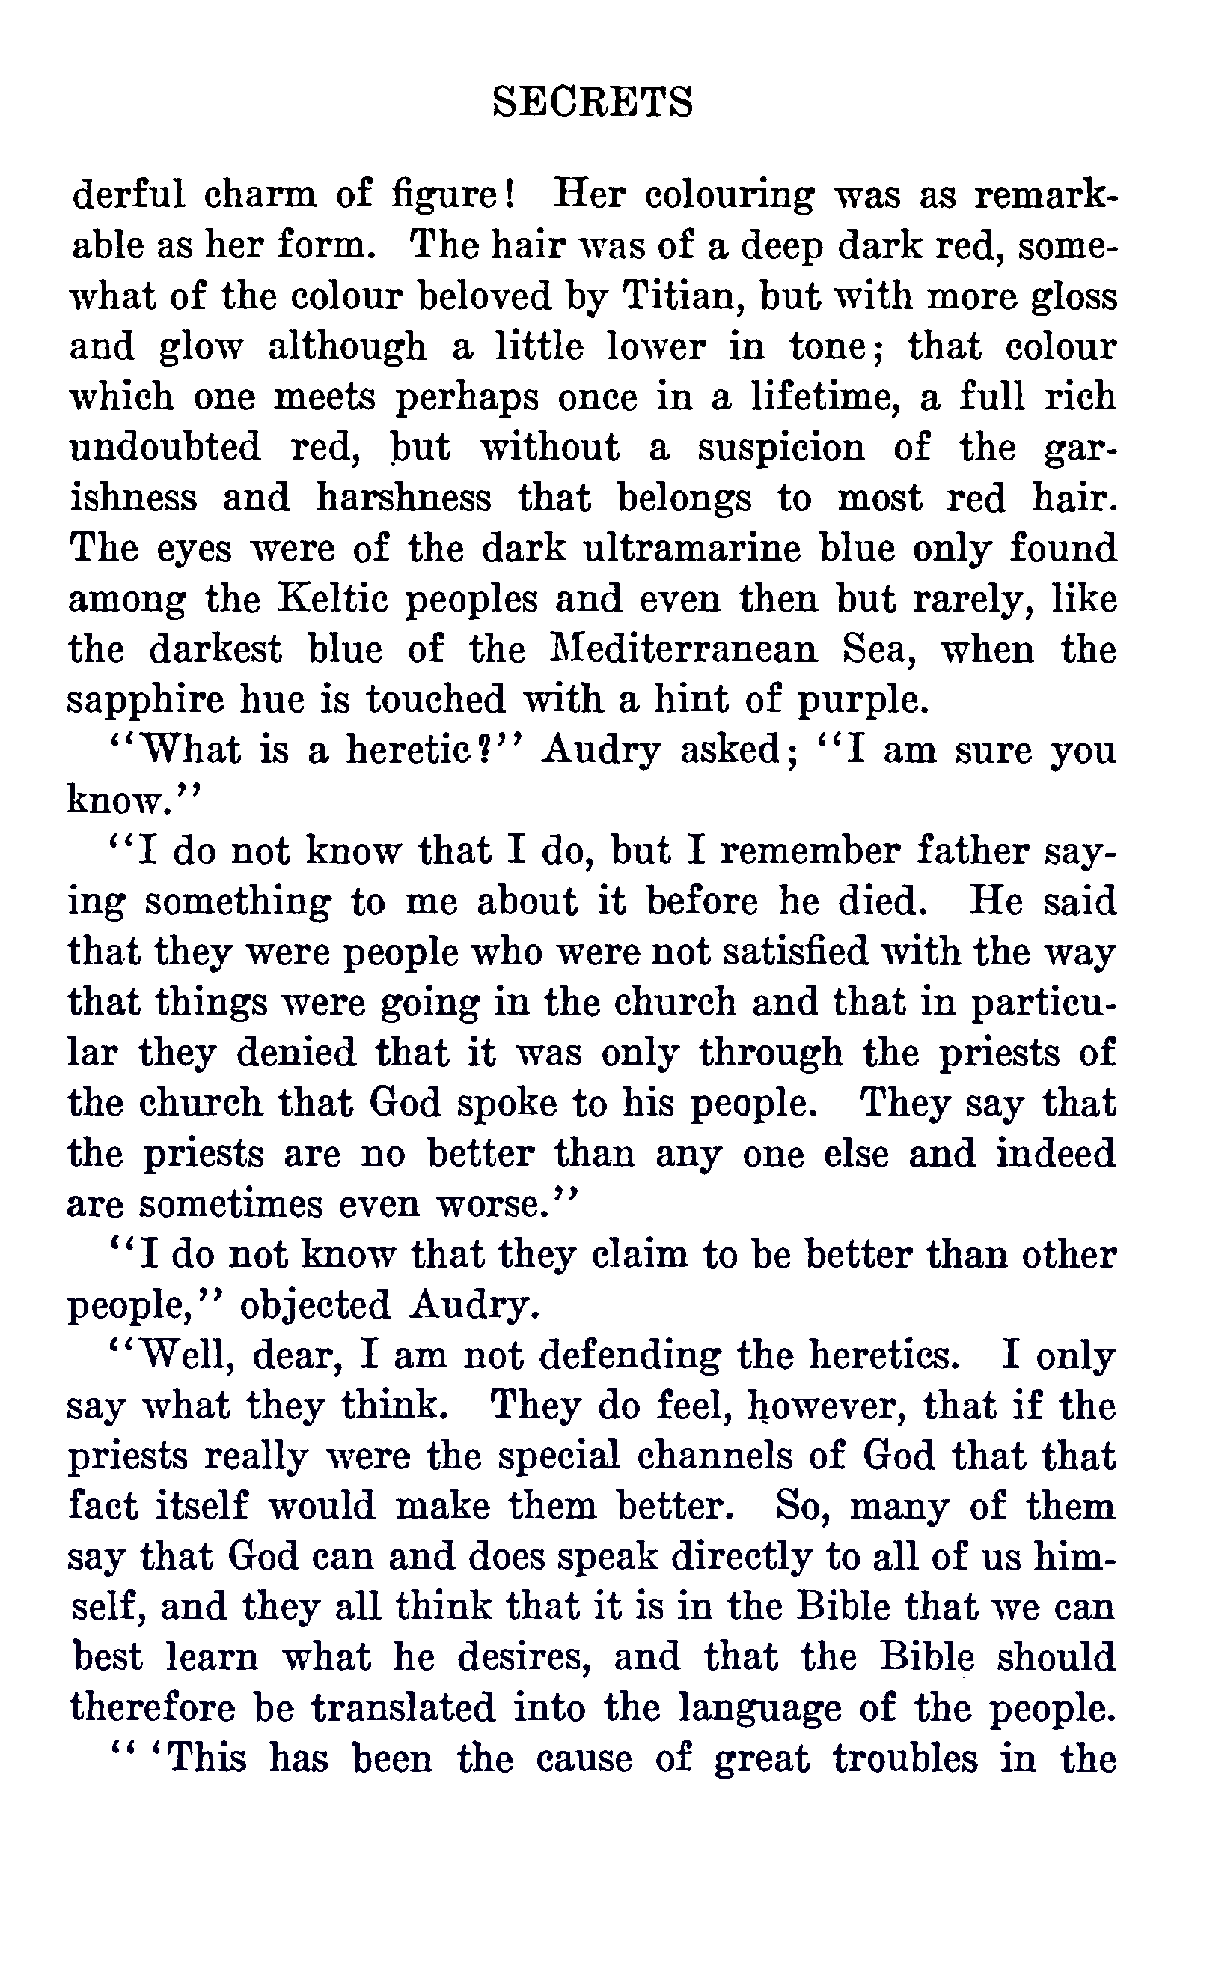 SECRETS
derful charm of figure! Her colouring was as remark-
able as her form. The hair was of a deep dark red, some-
what of the colour beloved by Titian, but with more gloss
and glow although a little lower in tone; that colour
which one meets perhaps once in a lifetime, a full rich
undoubted red, but without a suspicion of the gar-
ishness and harshness that belongs to most red hair.
The eyes were of the dark ultramarine blue only found
among the Keltic peoples and even then but rarely, like
the darkest blue of the Mediterranean Sea, when the
sapphire hue is touched with a hint of purple.
"What is a heretic?" Audry asked; "I am sure you
know."
"I do not know that I do, but I remember father say-
ing something to me about it before he died. He said
that they were people who were not satisfied with the way
that things were going in the church and that in particu-
lar they denied that it was only through the priests of
the church that God spoke to his people. They say that
the priests are no better than any one else and indeed
are sometimes even worse."
"I do not know that they claim to be better than other
people," objected Audry.
"Well, dear, I am not defending the heretics. I only
say what they think. They do feel, however, that if the
priests really were the special channels of God that that
fact itself would make them better. So, many of them
say that God can and does speak directly to all of us him-
self, and they all think that it is in the Bible that we can
best learn what he desires, and that the Bible should
therefore be translated into the language of the people.
" 'This has been the cause of great troubles in the